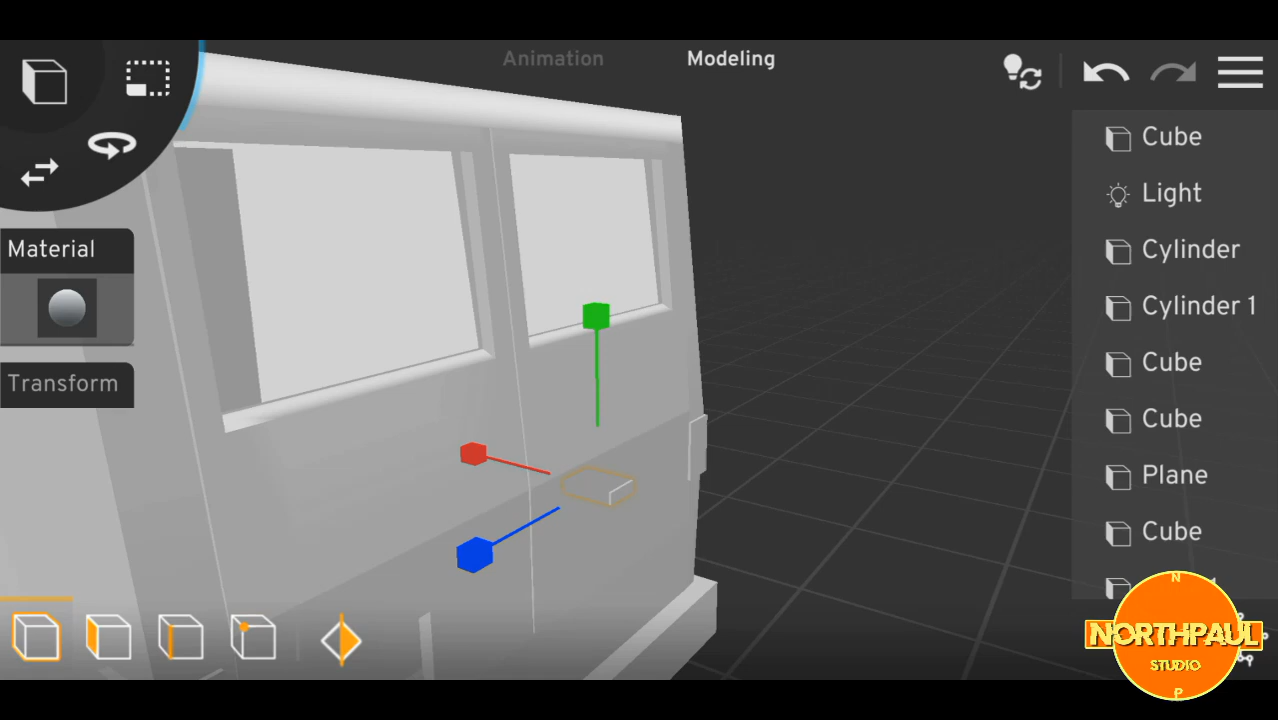 Animation
Modeling
Material
Transform
Cube
Light
Cylinder
Cylinder 1
Cube
Cube
Plane
Cube
N
NORTHPAUL
STUDIO
P